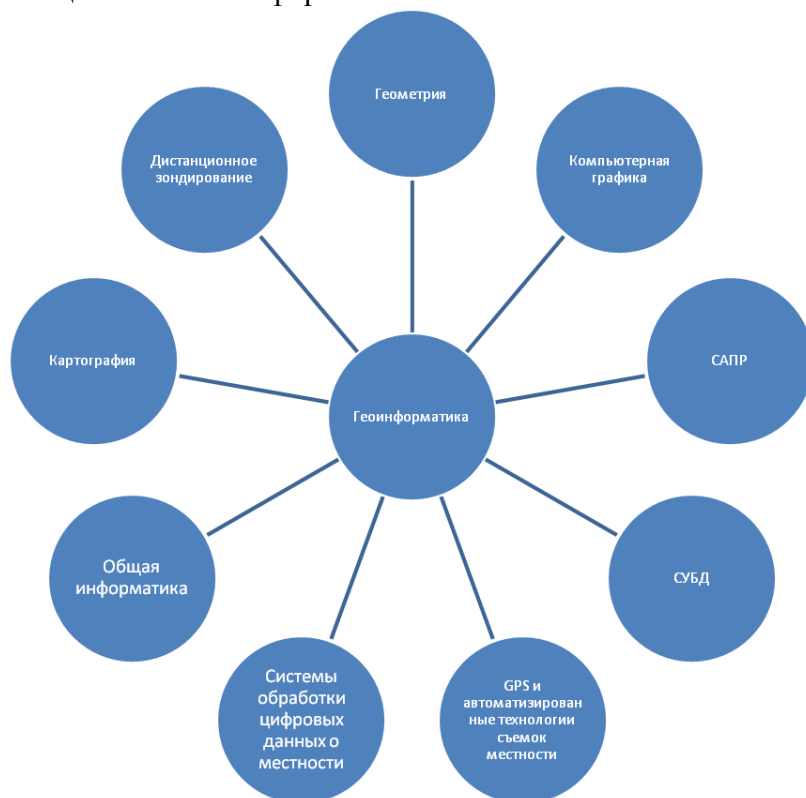 Геометрия
Компьютерная
графика
САПР
СУБД
GPS и
автоматизирован
ные технологии
съемок
местности
Системы
обработки
цифровых
данных о
местности
Общая
информатика
Картография
Дистанционное
зондирование
Геоинформатика